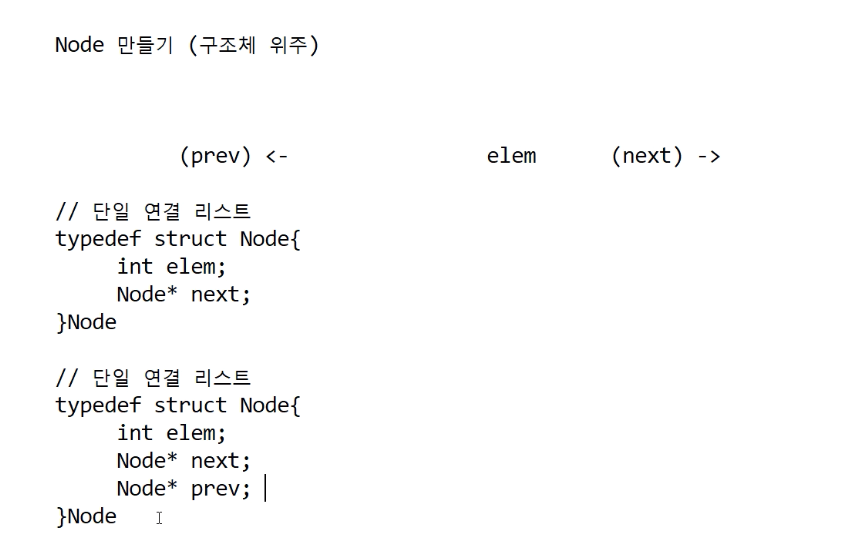 Node 만들기 (구조체 위주)
(prev) <- elem (next) ->
// 단일 연결 리스트
typedef struct Node{
int elem;
Node* next;
}Node
// 단일 연결 리스트
typedef struct Node{
int elem;
Node* next;
Node* prev;
}Node